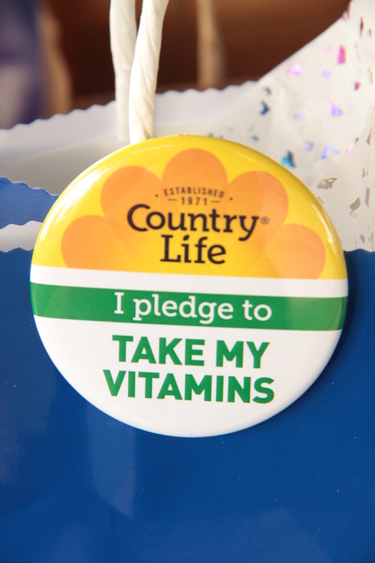 • ESTABLISHED •
1971
Country®
Life
I pledge to
TAKE MY
VITAMINS